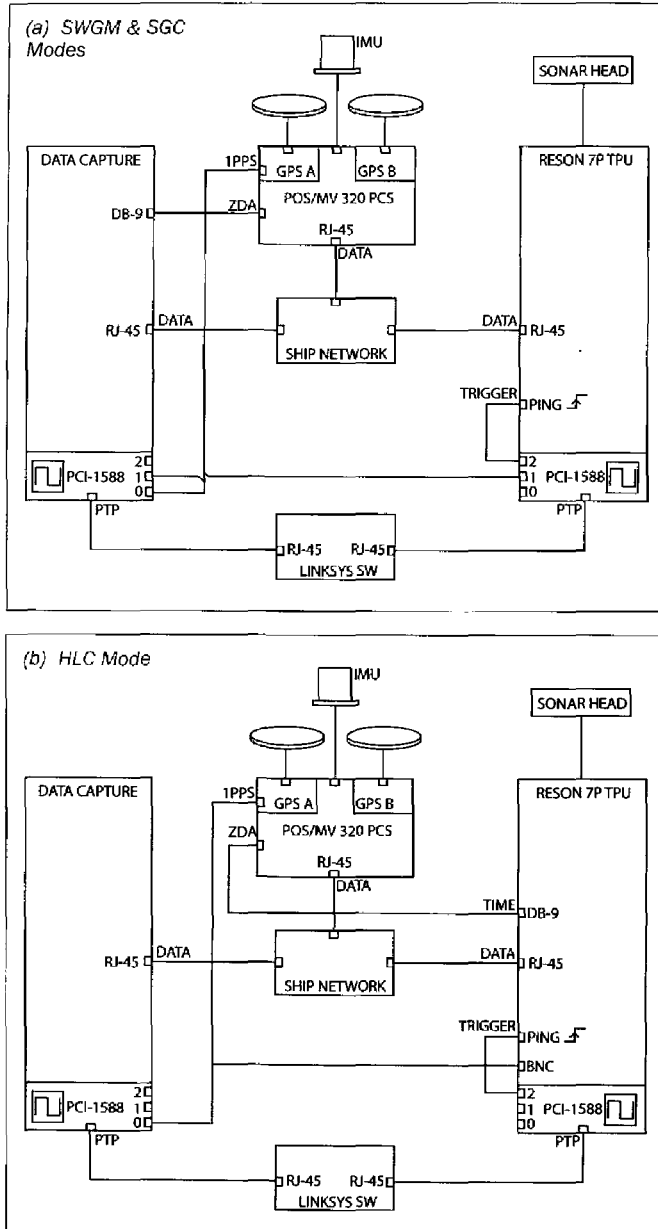 (a) SWGM & SGC
Modes
IMU
SONAR HEAD
DATA CAPTURE
1PPS
GPS A
GPS B
RESON 7P TPU
POS/MV 320 PCS
DB-9
ZDA
RJ-45
DATA
RJ-45
DATA
DATA
RJ-45
SHIP NETWORK
TRIGGER
PING
2
PCI-1588
1
0
2
1
PCI-1588
0
PTP
PTP
RJ-45
RJ-45
LINKSYS SW
(b) HLC Mode
IMU
SONAR HEAD
DATA CAPTURE
1PPS
GPS A
GPS B
RESON 7P TPU
ZDA
POS/MV 320 PCS
RJ-45
DATA
TIME
DB-9
RJ-45
DATA
DATA
RJ-45
SHIP NETWORK
TRIGGER
PING
BNC
2
PCI-1588
1
0
2
1
PCI-1588
0
PTP
PTP
RJ-45
RJ-45
LINKSYS SW